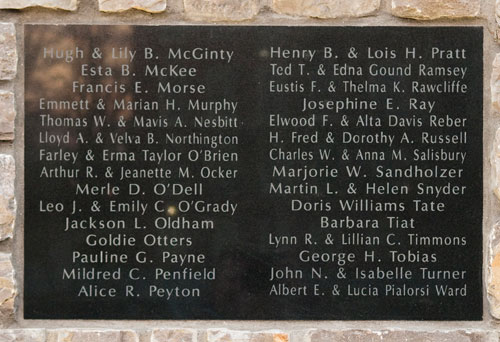 Hugh & Lily B. McGinty
Esta B. McKee
Francis E. Morse
Emmett & Marian H. Murphy
Thomas W. & Mavis A. Nesbitt
Lloyd A. & Velva B. Northington
Farley & Erma Taylor O'Brien
Arthur R. & Jeanette M. Ocker
Merle D. O'Dell
Leo J. & Emily C. O'Grady
Jackson L. Oldham
Goldie Otters
Pauline G. Payne
Mildred C. Penfield
Alice R. Peyton
Henry B. & Lois H. Pratt
Ted T. & Edna Gound Ramsey
Eustis F. & Thelma K. Rawcliffe
Josephine E. Ray
Elwood F. & Alta Davis Reber
H. Fred & Dorothy A. Russell
Charles W. & Anna M. Salisbury
Marjorie W. Sandholzer
Martin L. & Helen Snyder
Doris Williams Tate
Barbara Tiat
Lynn R. & Lillian C. Timmons
George H. Tobias
John N. & Isabelle Turner
Albert E. & Lucia Pialorsi Ward